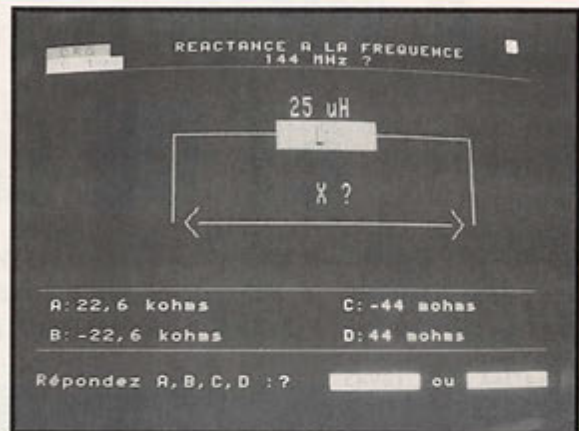 REACTANCE A LA FREQUENCE
144 MHz ?
25 uH
L
X ?
A: 22,6 kohms
C: -44 mohms
B: -22,6 kohms
D: 44 mohms
Répondez A,B,C,D : ?
ou